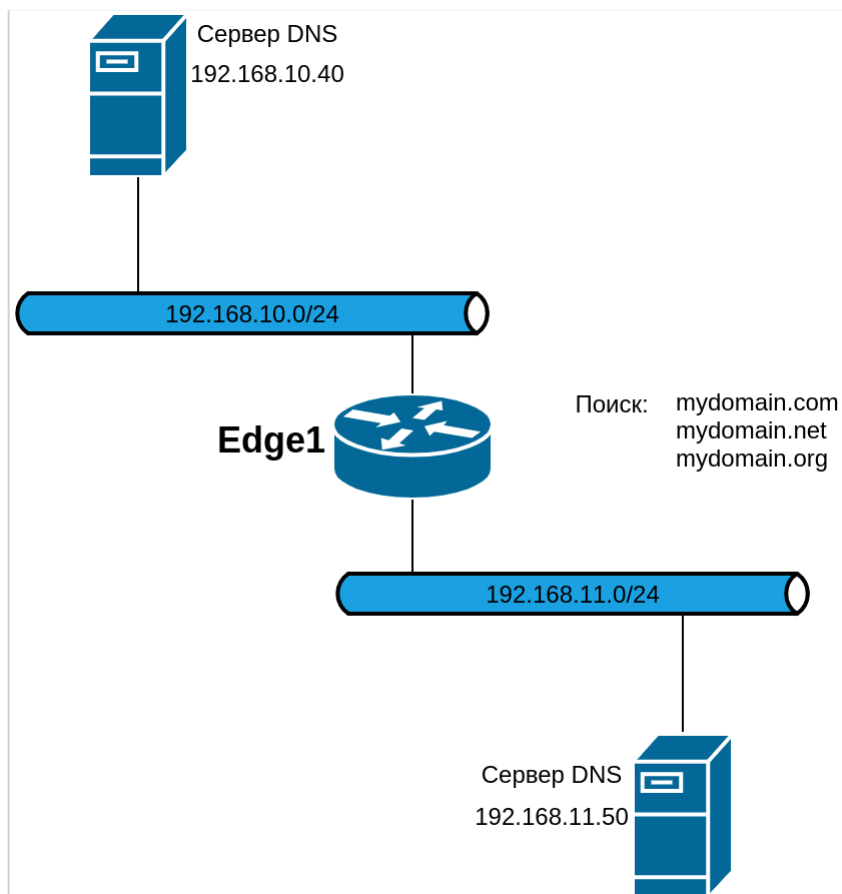 Сервер DNS
192.168.10.40
192.168.10.0/24
Edge1
Поиск: mydomain.com
mydomain.net
mydomain.org
192.168.11.0/24
Сервер DNS
192.168.11.50